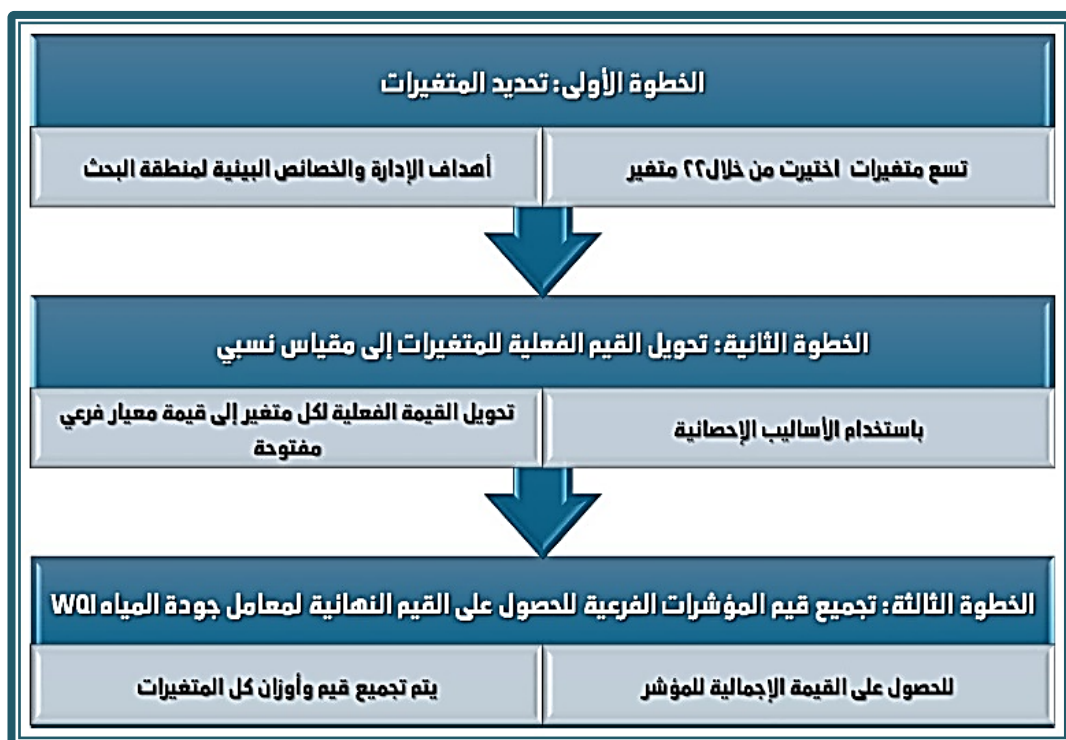 الخطوة الأولى: تحديد المتغيرات
تسع متغيرات اختيرت من خلال٢٢ متغير
أهداف الإدارة والخصائص البيئية لمنطقة البحث
الخطوة الثانية: تحويل القيم الفعلية للمتغيرات إلى مقياس نسبي
باستخدام الأساليب الإحصائية
تحويل القيمة الفعلية لكل متغير إلى قيمة معيار فرعي
مفتوحة
الخطوة الثالثة: تجميع قيم المؤشرات الفرعية للحصول على القيم النهائية لمعامل جودة المياه WQI
للحصول على القيمة الإجمالية للمؤشر
يتم تجميع قيم وأوزان كل المتغيرات